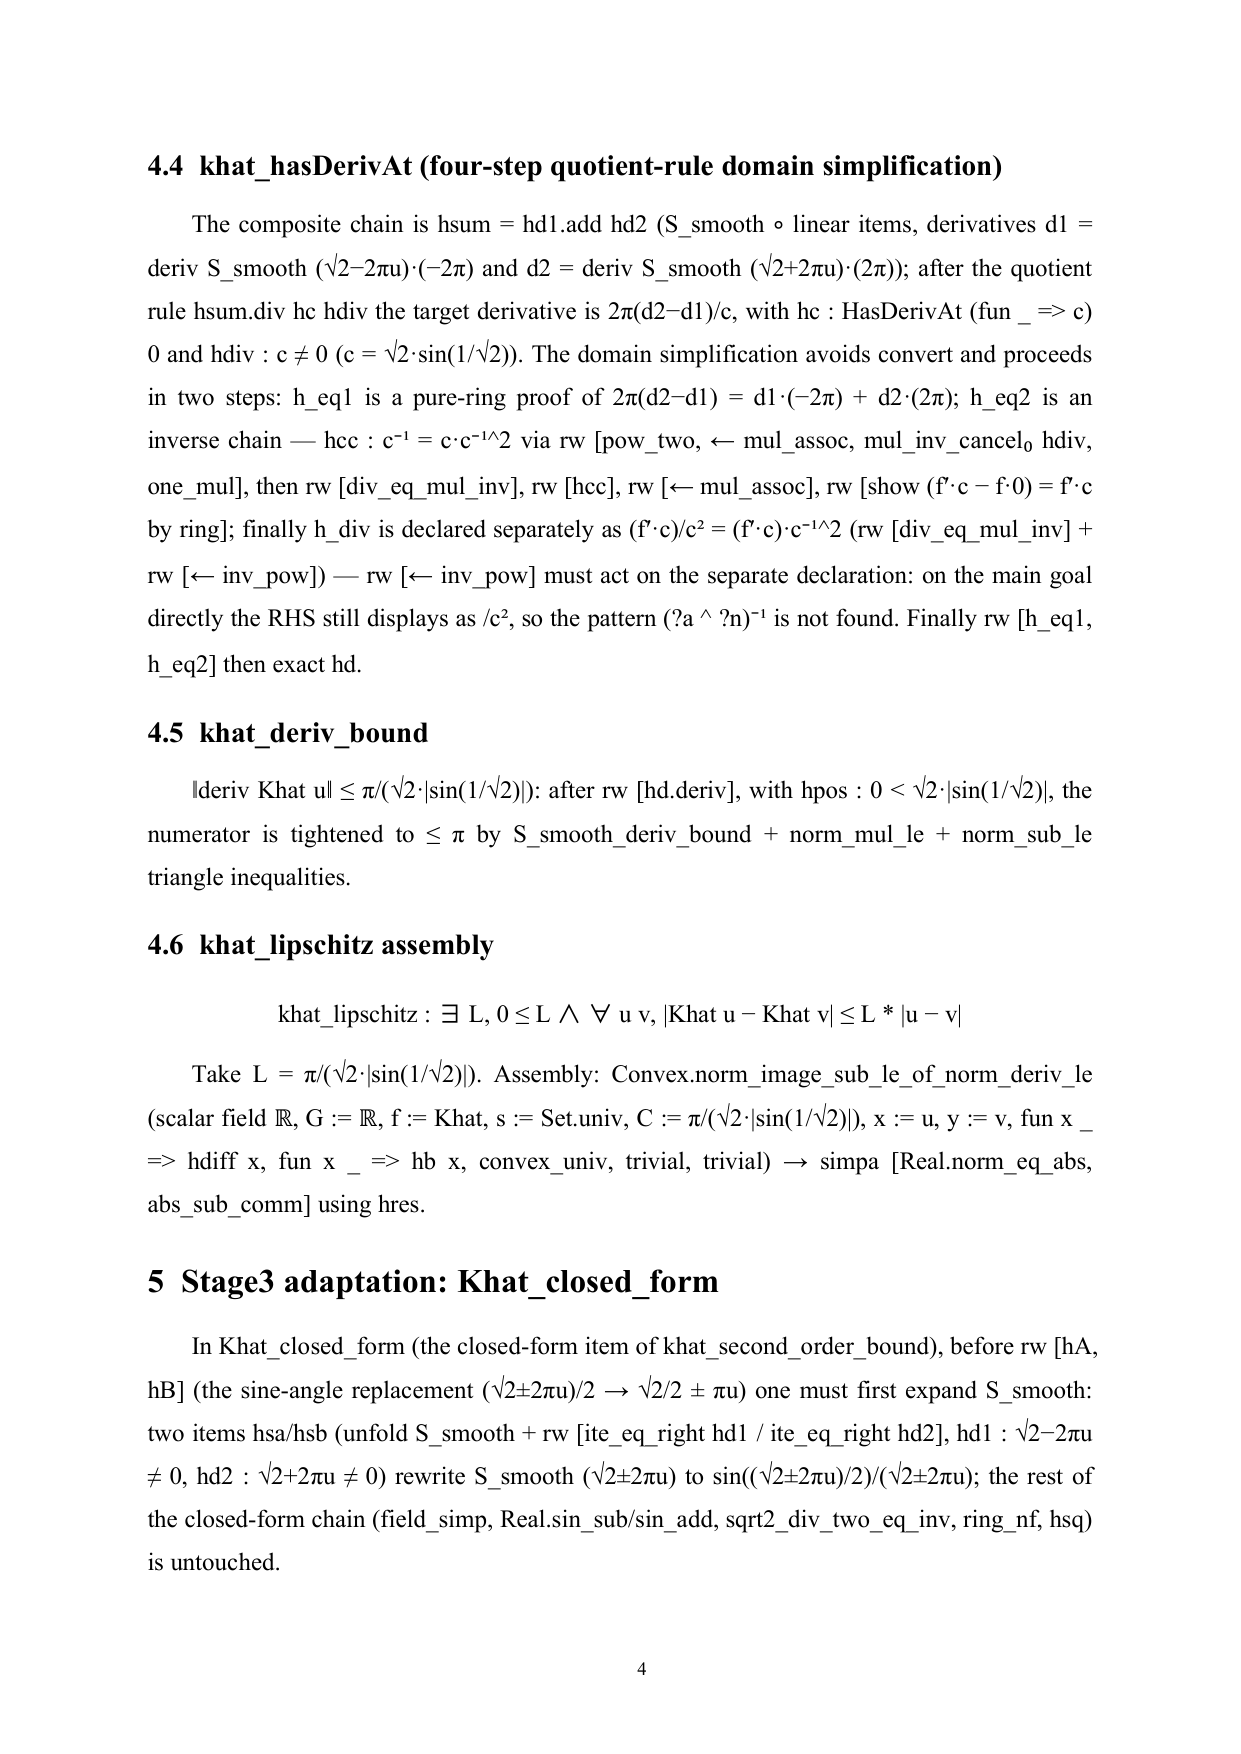 4.4 khat_hasDerivAt (four-step quotient-rule domain simplification)
The composite chain is hsum = hd1.add hd2 (S_smooth ∘ linear items, derivatives d1 =
deriv S_smooth (√2−2πu)·(−2π) and d2 = deriv S_smooth (√2+2πu)·(2π)); after the quotient
rule hsum.div hc hdiv the target derivative is 2π(d2−d1)/c, with hc : HasDerivAt (fun _ => c)
0 and hdiv : c ≠ 0 (c = √2·sin(1/√2)). The domain simplification avoids convert and proceeds
in two steps: h_eq1 is a pure-ring proof of 2π(d2−d1) = d1·(−2π) + d2·(2π); h_eq2 is an
inverse chain — hcc : c⁻¹ = c·c⁻¹^2 via rw [pow_two, ← mul_assoc, mul_inv_cancel₀ hdiv,
one_mul], then rw [div_eq_mul_inv], rw [hcc], rw [← mul_assoc], rw [show (f′·c − f·0) = f′·c
by ring]; finally h_div is declared separately as (f′·c)/c² = (f′·c)·c⁻¹^2 (rw [div_eq_mul_inv] +
rw [← inv_pow]) — rw [← inv_pow] must act on the separate declaration: on the main goal
directly the RHS still displays as /c², so the pattern (?a ^ ?n)⁻¹ is not found. Finally rw [h_eq1,
h_eq2] then exact hd.
4.5 khat_deriv_bound
‖deriv Khat u‖ ≤ π/(√2·|sin(1/√2)|): after rw [hd.deriv], with hpos : 0 < √2·|sin(1/√2)|, the
numerator is tightened to ≤ π by S_smooth_deriv_bound + norm_mul_le + norm_sub_le
triangle inequalities.
4.6 khat_lipschitz assembly
khat_lipschitz : ∃ L, 0 ≤ L ∧ ∀ u v, |Khat u − Khat v| ≤ L * |u − v|
Take L = π/(√2·|sin(1/√2)|). Assembly: Convex.norm_image_sub_le_of_norm_deriv_le
(scalar field ℝ, G := ℝ, f := Khat, s := Set.univ, C := π/(√2·|sin(1/√2)|), x := u, y := v, fun x _
=> hdiff x, fun x _ => hb x, convex_univ, trivial, trivial) → simpa [Real.norm_eq_abs,
abs_sub_comm] using hres.
5 Stage3 adaptation: Khat_closed_form
In Khat_closed_form (the closed-form item of khat_second_order_bound), before rw [hA,
hB] (the sine-angle replacement (√2±2πu)/2 → √2/2 ± πu) one must first expand S_smooth:
two items hsa/hsb (unfold S_smooth + rw [ite_eq_right hd1 / ite_eq_right hd2], hd1 : √2−2πu
≠ 0, hd2 : √2+2πu ≠ 0) rewrite S_smooth (√2±2πu) to sin((√2±2πu)/2)/(√2±2πu); the rest of
the closed-form chain (field_simp, Real.sin_sub/sin_add, sqrt2_div_two_eq_inv, ring_nf, hsq)
is untouched.
4